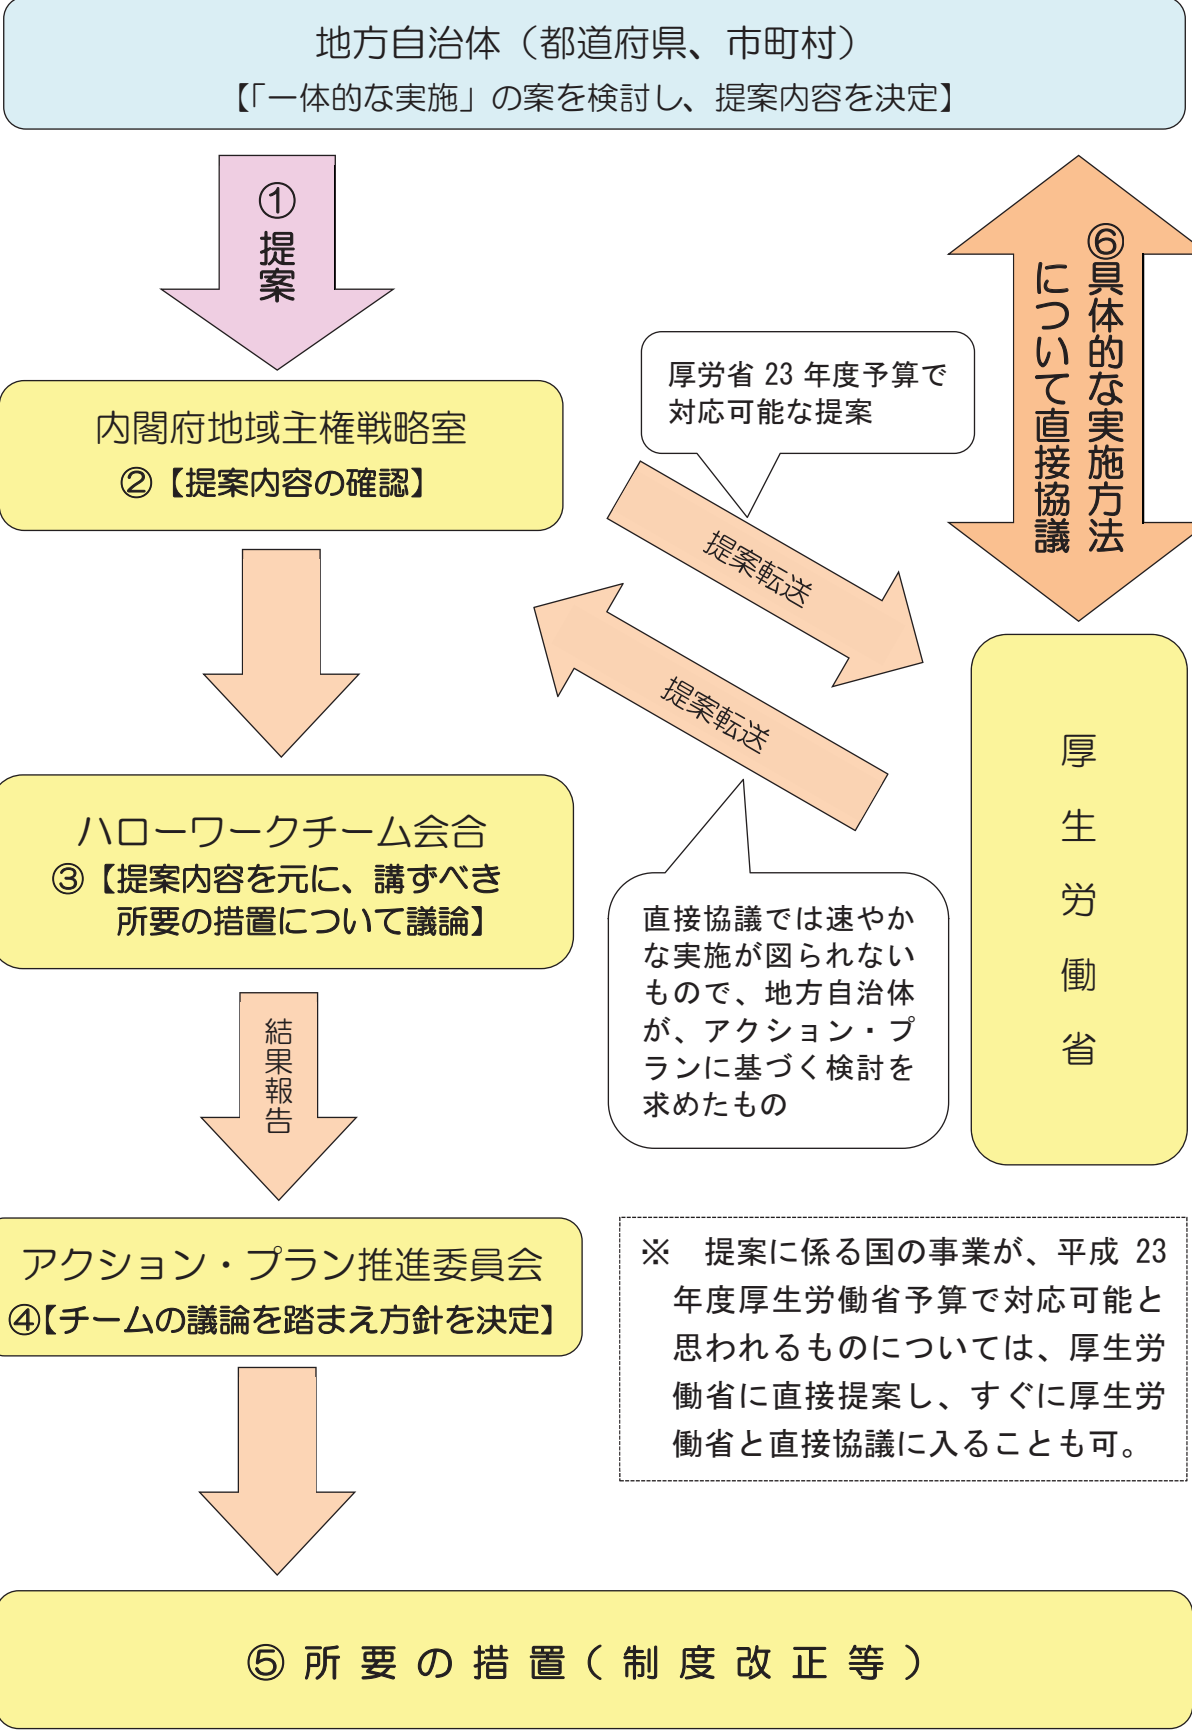 地方自治体（都道府県、市町村）
【「一体的な実施」の案を検討し、提案内容を決定】
①提案
⑥具体的な実施方法
について直接協議
厚労省 23 年度予算で
対応可能な提案
内閣府地域主権戦略室
②【提案内容の確認】
提案転送
提案転送
ハローワークチーム会合
③【提案内容を元に、講ずべき
所要の措置について議論】
直接協議では速やか
な実施が図られない
もので、地方自治体
が、アクション・プ
ランに基づく検討を
求めたもの
厚生労働省
結果報告
アクション・プラン推進委員会
④【チームの議論を踏まえ方針を決定】
※　提案に係る国の事業が、平成 23
年度厚生労働省予算で対応可能と
思われるものについては、厚生労
働省に直接提案し、すぐに厚生労
働省と直接協議に入ることも可。
⑤所要の措置（制度改正等）